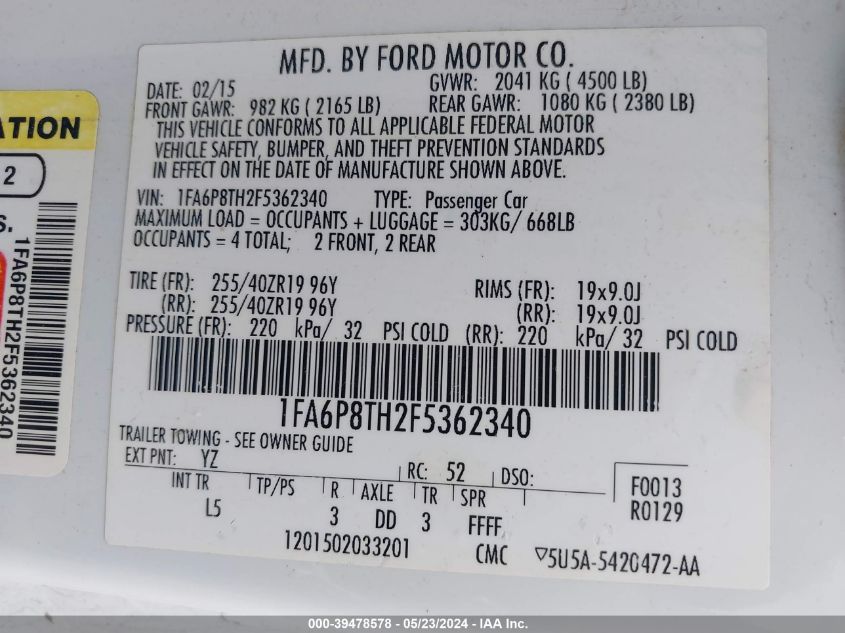 MFD. BY FORD MOTOR CO.
DATE: 02/15 GVWR: 2041 KG ( 4500 LB)
FRONT GAWR: 982 KG ( 2165 LB) REAR GAWR: 1080 KG ( 2380 LB)
THIS VEHICLE CONFORMS TO ALL APPLICABLE FEDERAL MOTOR
VEHICLE SAFETY, BUMPER, AND THEFT PREVENTION STANDARDS
IN EFFECT ON THE DATE OF MANUFACTURE SHOWN ABOVE.
VIN: 1FA6P8TH2F5362340 TYPE: Passenger Car
MAXIMUM LOAD = OCCUPANTS + LUGGAGE = 303KG/ 668LB
OCCUPANTS = 4 TOTAL; 2 FRONT, 2 REAR
TIRE (FR): 255/40ZR19 96Y RIMS (FR): 19x9.0J
(RR): 255/40ZR19 96Y (RR): 19x9.0J
PRESSURE (FR): 220 kPa/ 32 PSI COLD (RR): 220 kPa/ 32 PSI COLD
1FA6P8TH2F5362340
TRAILER TOWING - SEE OWNER GUIDE
EXT PNT: YZ RC: 52 DSO: F0013
INT TR TP/PS R AXLE TR SPR R0129
L5 3 DD 3 FFFF
1201502033201 CMC ▽5U5A-5420472-AA
ATION
2
S.
1FA6P8TH2F5362340
000-39478578 - 05/23/2024 - IAA Inc.